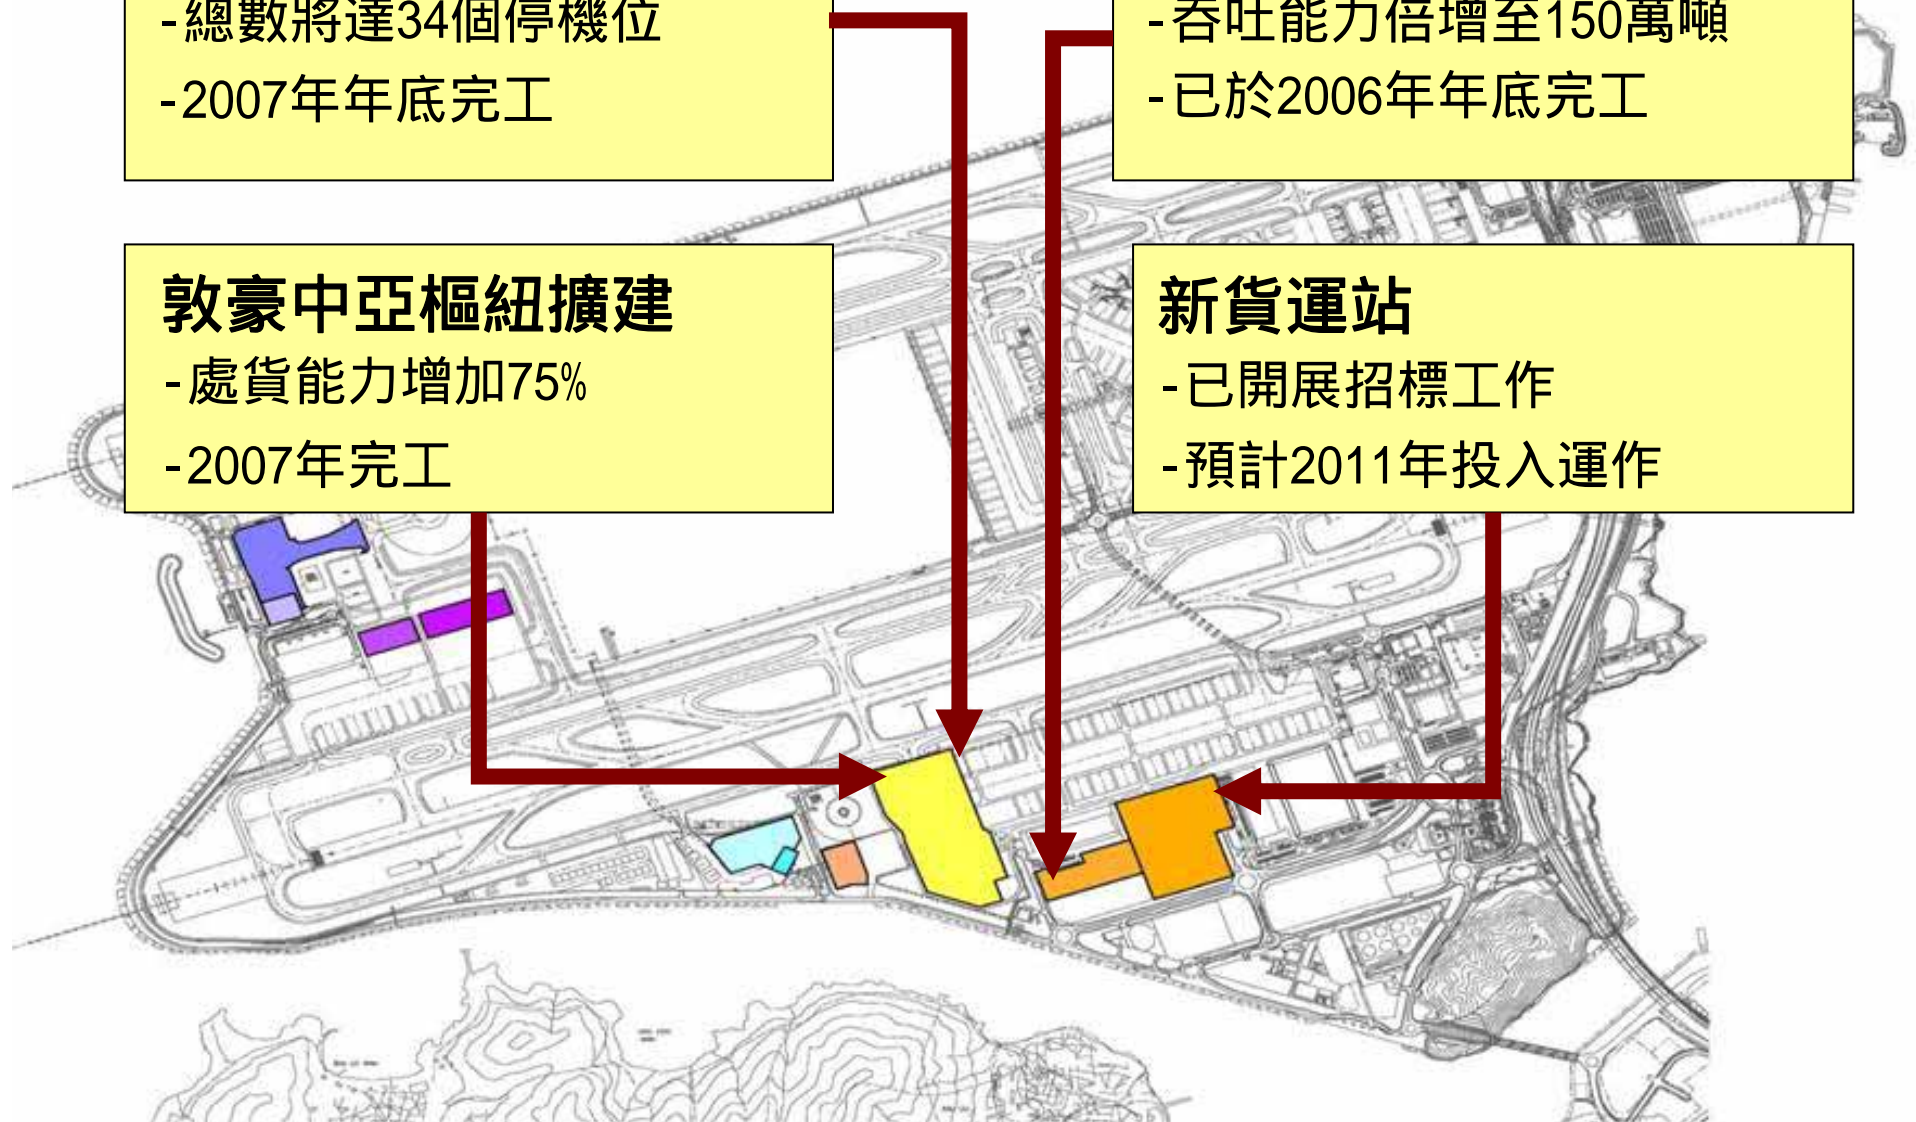 -總數將達34個停機位
-2007年年底完工
-吞吐能力倍增至150萬噸
-已於2006年年底完工
敦豪中亞樞紐擴建
-處貨能力增加75%
-2007年完工
新貨運站
-已開展招標工作
-預計2011年投入運作